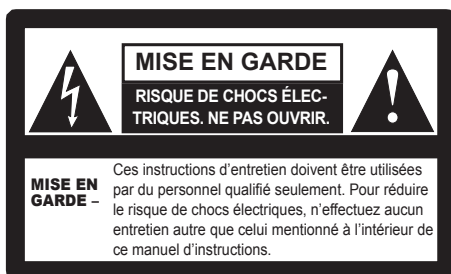 MISE EN GARDE
RISQUE DE CHOCS ÉLEC-
TRIQUES. NE PAS OUVRIR.
MISE EN
GARDE –
Ces instructions d’entretien doivent être utilisées
par du personnel qualifié seulement. Pour réduire
le risque de chocs électriques, n’effectuez aucun
entretien autre que celui mentionné à l’intérieur de
ce manuel d’instructions.